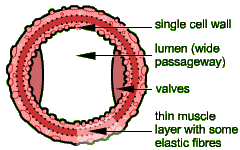 single cell wall
lumen (wide
passageway)
valves
thin muscle
layer with some
elastic fibres